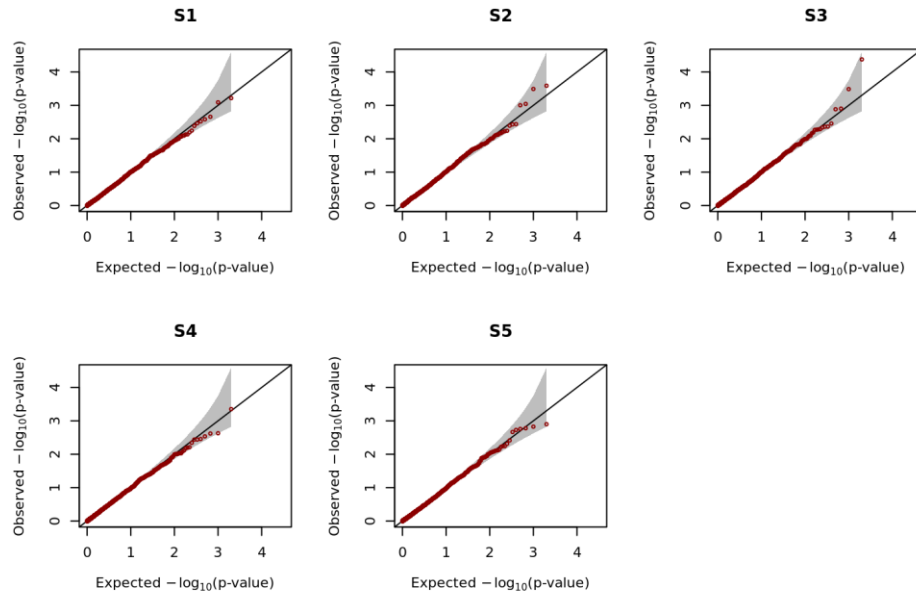 S1
S2
S3
Observed −log10(p-value)
4
3
2
1
0
0 1 2 3 4
Expected −log10(p-value)
Observed −log10(p-value)
4
3
2
1
0
0 1 2 3 4
Expected −log10(p-value)
Observed −log10(p-value)
4
3
2
1
0
0 1 2 3 4
Expected −log10(p-value)
S4
S5
Observed −log10(p-value)
4
3
2
1
0
0 1 2 3 4
Expected −log10(p-value)
Observed −log10(p-value)
4
3
2
1
0
0 1 2 3 4
Expected −log10(p-value)